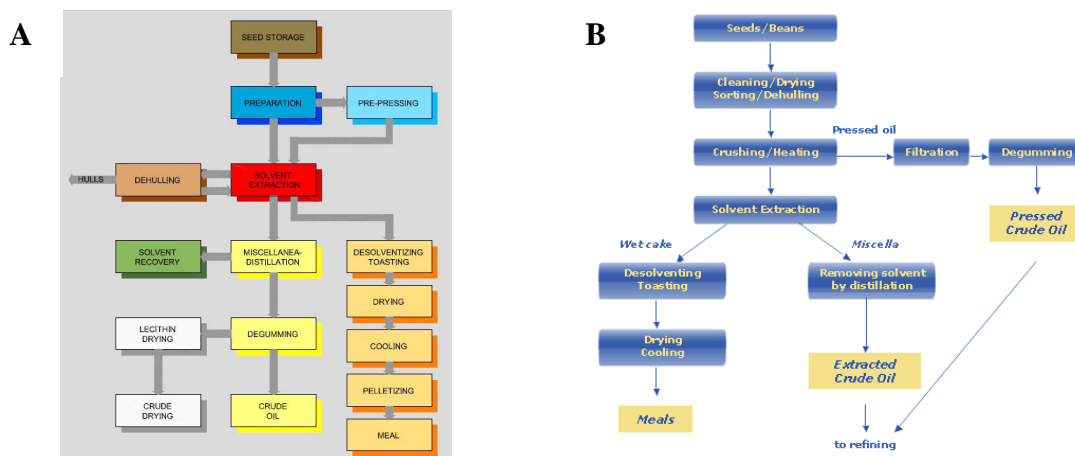 A
SEED STORAGE
PREPARATION
PRE-PRESSING
HULLS
DEHULLING
SOLVENT
EXTRACTION
SOLVENT
RECOVERY
MISCELLANEA-
DISTILLATION
DESOLVENTIZING
TOASTING
DRYING
LECITHIN
DRYING
DEGUMMING
COOLING
PELLETIZING
CRUDE
DRYING
CRUDE
OIL
MEAL
B
Seeds/Beans
Cleaning/Drying
Sorting/Dehulling
Pressed oil
Crushing/Heating
Filtration
Degumming
Solvent Extraction
Pressed
Crude Oil
Wet cake
Miscella
Desolventing
Toasting
Removing solvent
by distillation
Drying
Cooling
Extracted
Crude Oil
Meals
to refining